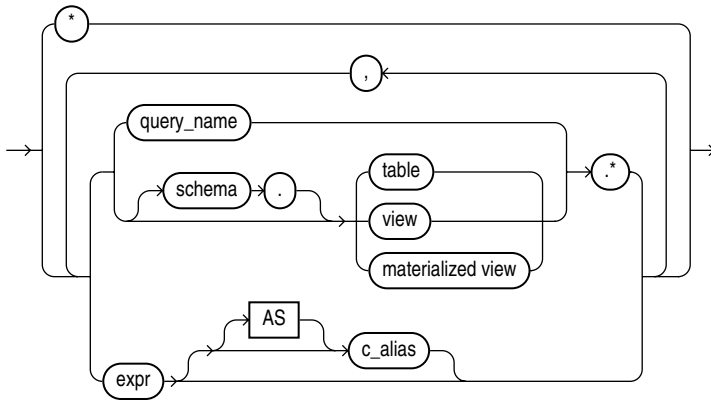 *
,
query_name
schema
.
table
.*
view
materialized view
AS
c_alias
expr